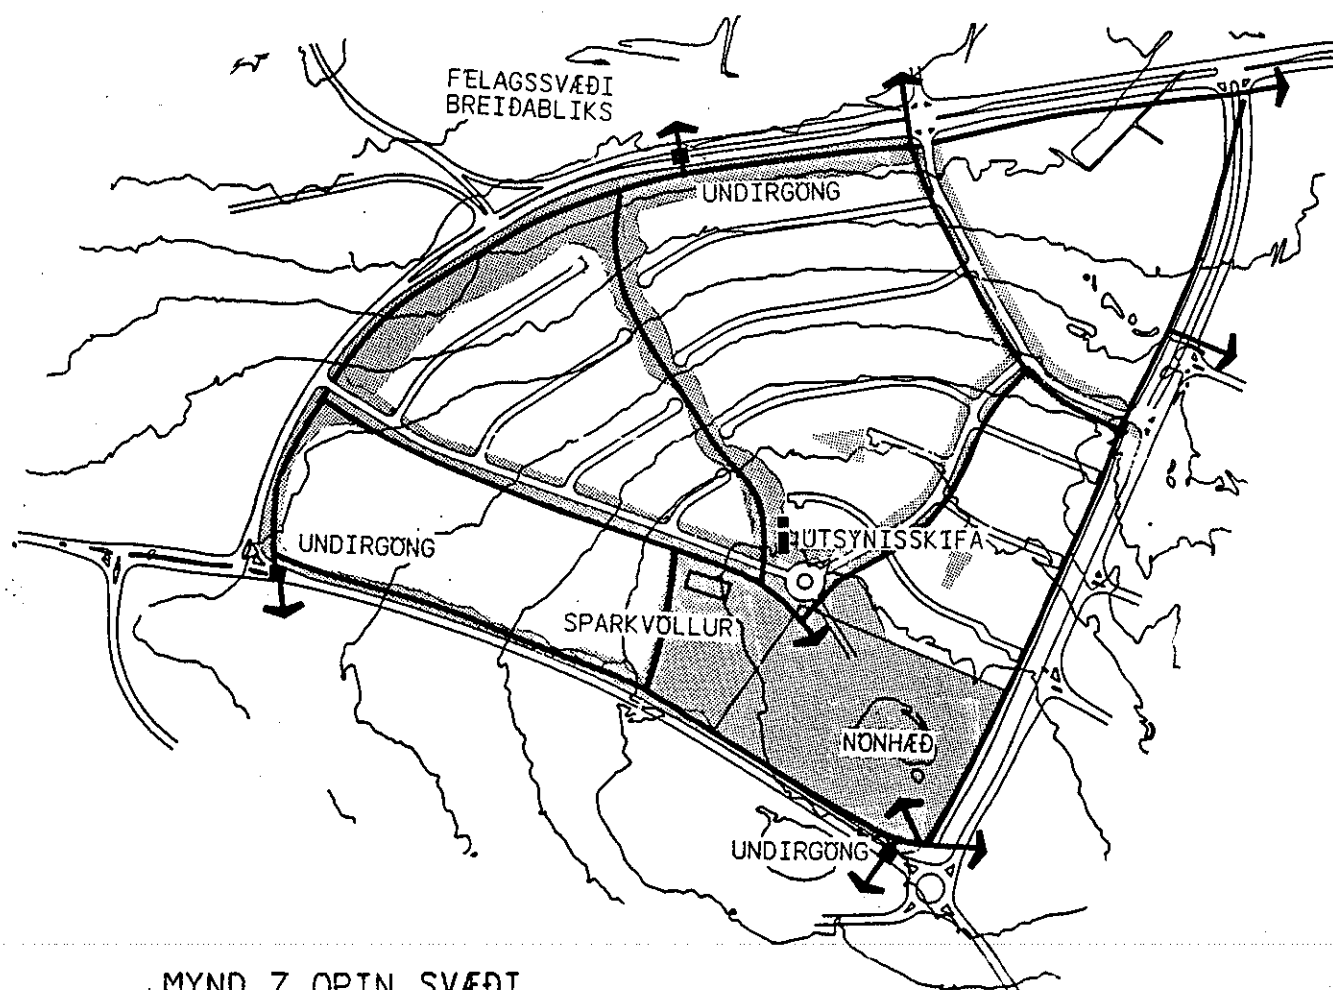 FELAGSSVÆÐI
BREIÐABLIKS
UNDIRGÖNG
UNDIRGÖNG
ÚTSÝNISSKÍFA
SPARKVÖLLUR
NÓNHÆÐ
UNDIRGÖNG
MYND 7 OPIN SVÆÐI